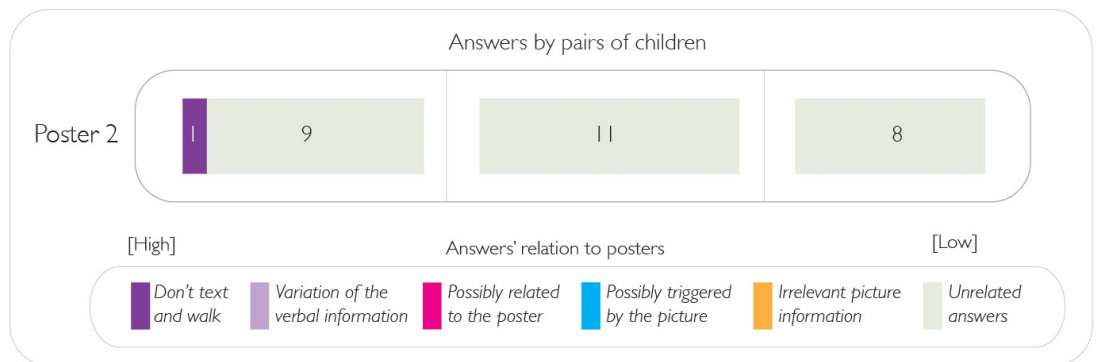 Answers by pairs of children
Poster 2
1
9
11
8
[High]
Answers' relation to posters
[Low]
Don't text
and walk
Variation of the
verbal information
Possibly related
to the poster
Possibly triggered
by the picture
Irrelevant picture
information
Unrelated
answers